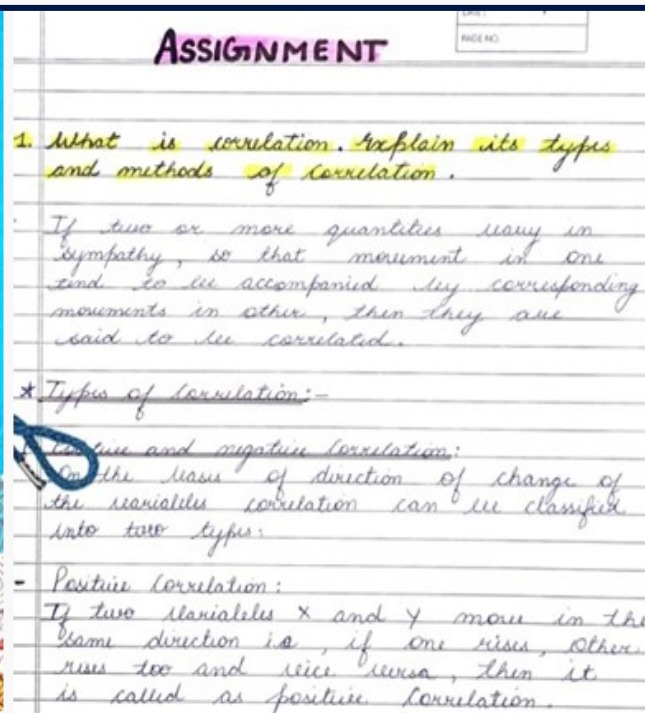 DATE:
PAGE NO.
ASSIGNMENT
1. What is correlation. Explain its types
and methods of correlation.
If two or more quantities vary in
sympathy, so that movement in one
tend to be accompanied by corresponding
movements in other, then they are
said to be correlated.
* Types of Correlation:-
and negative Correlation:
On the basis of direction of change of
the variables correlation can be classified
into two types:
- Positive Correlation:
If two variables X and Y move in the
same direction i.e, if one rises, other
rises too and vice versa, then it
is called as positive Correlation.